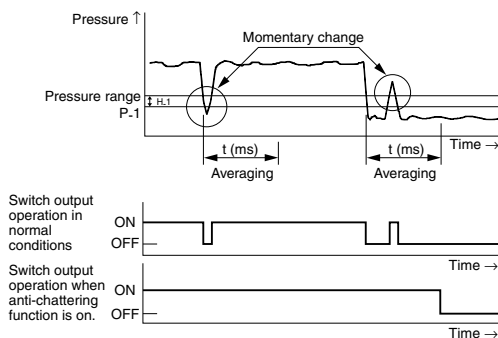 Pressure ↑
Momentary change
Pressure range
H-1
P-1
Time →
t (ms)
t (ms)
Averaging
Averaging
Switch output
operation in
normal
conditions
ON
OFF
Time →
Switch output
operation when
anti-chattering
function is on.
ON
OFF
Time →